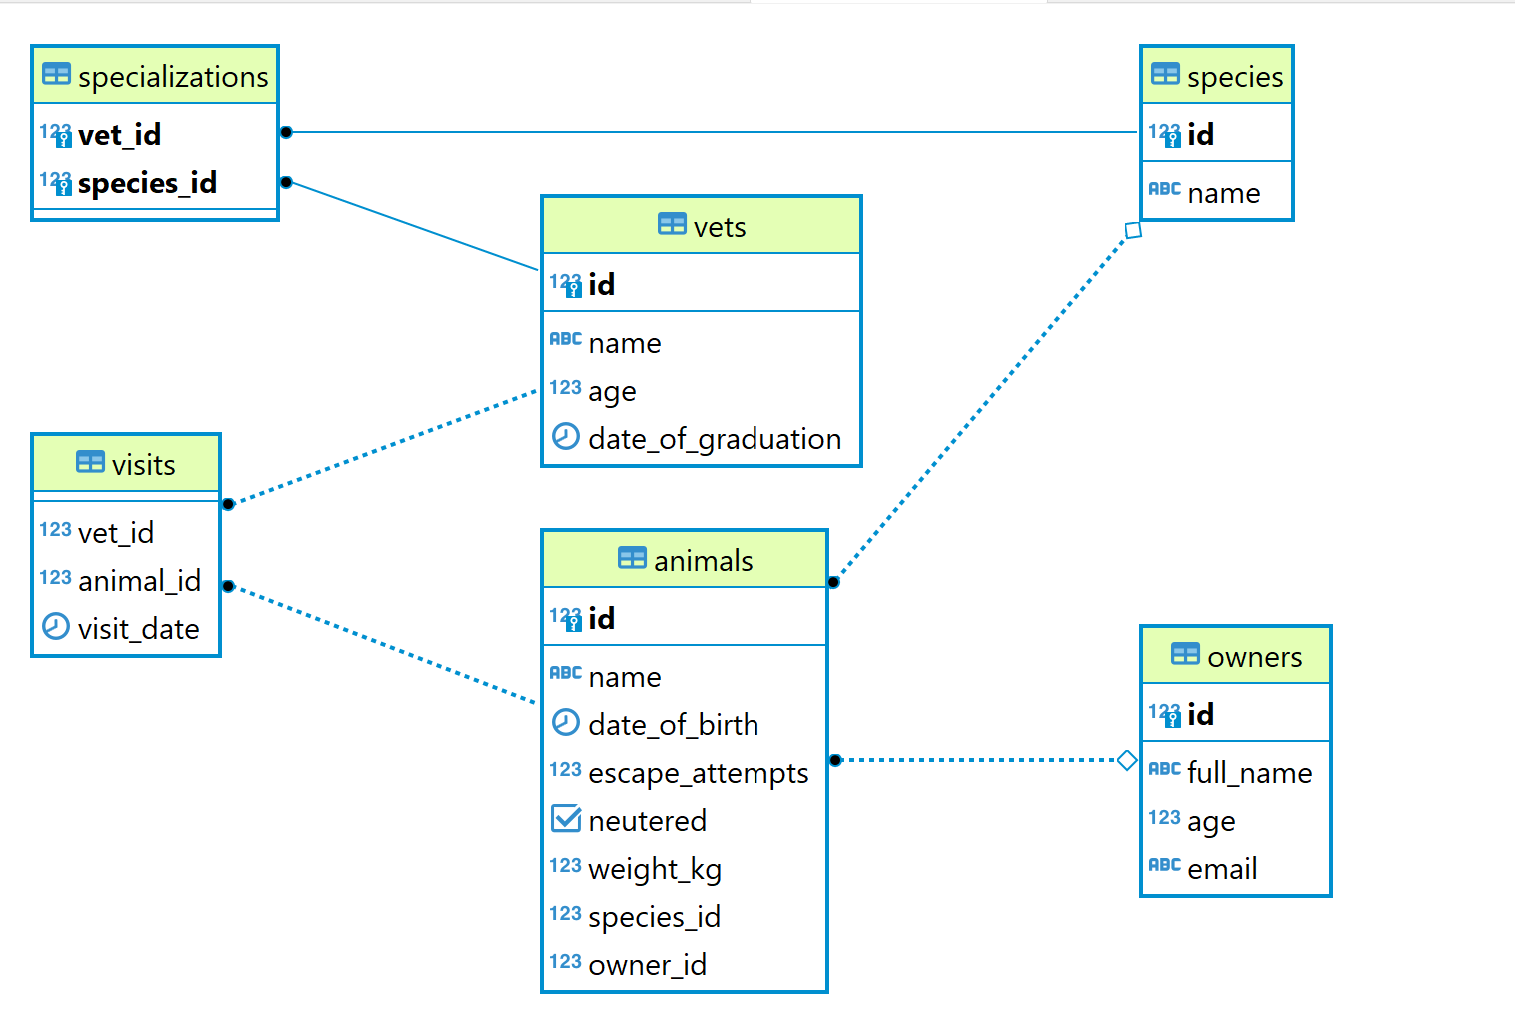 specializations
123 vet_id
123 species_id
species
123 id
ABC name
vets
123 id
ABC name
123 age
date_of_graduation
visits
123 vet_id
123 animal_id
visit_date
animals
123 id
ABC name
date_of_birth
123 escape_attempts
neutered
123 weight_kg
123 species_id
123 owner_id
owners
123 id
ABC full_name
123 age
ABC email